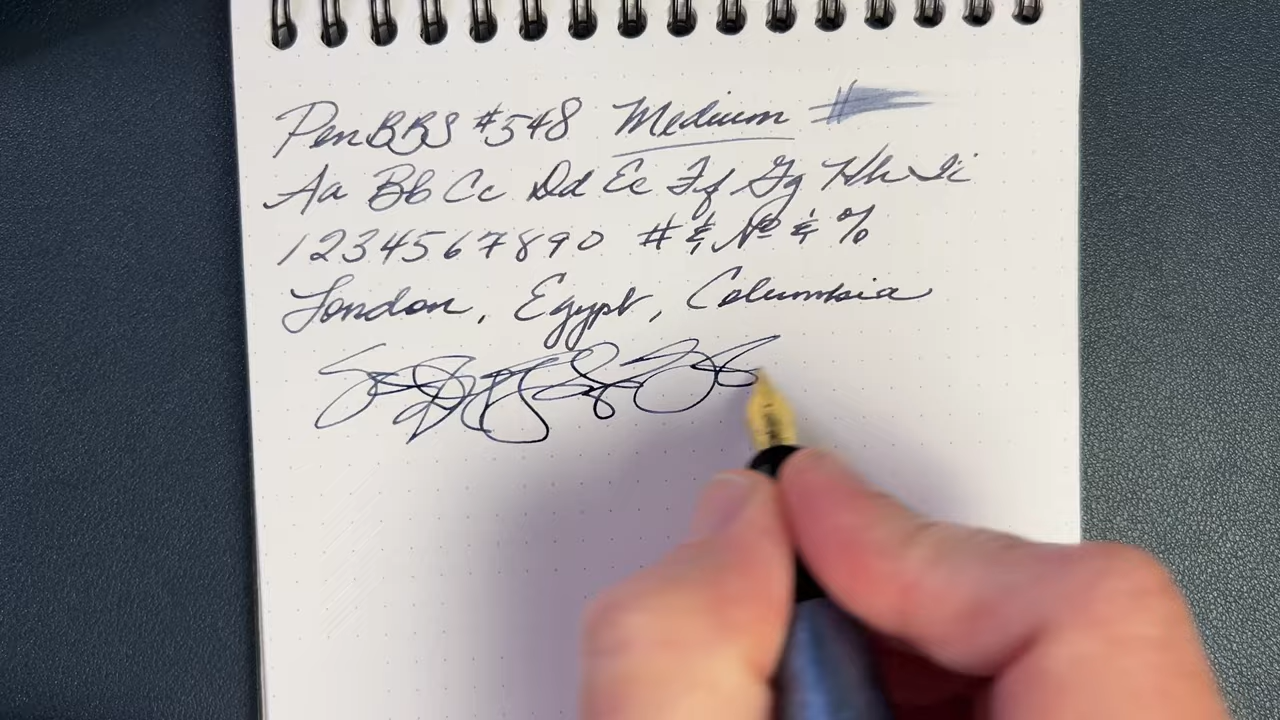 PenBBS #548 Medium #
Aa Bb Cc Dd Ee Ff Gg Hh Ii
1234567890 # & № & %
London, Egypt, Columbia